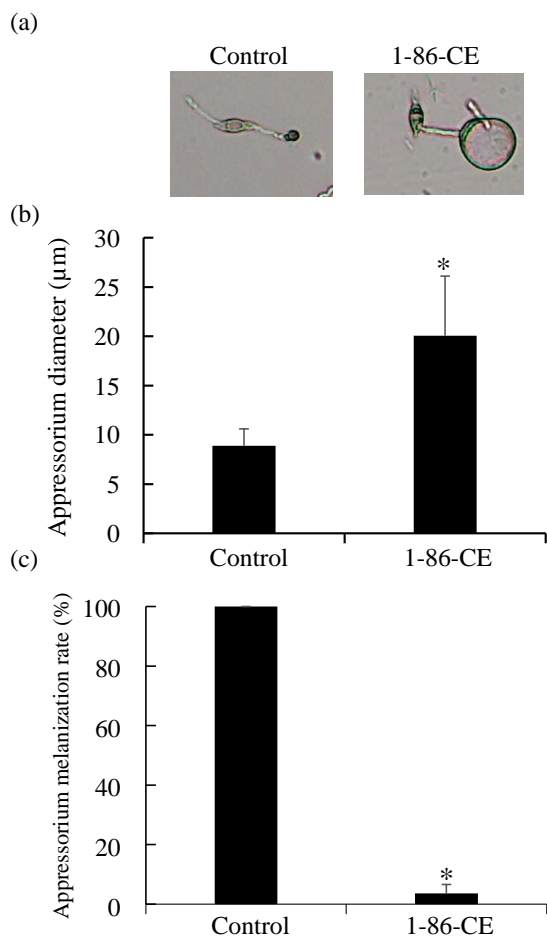 (a)
Control 1-86-CE
(b)
Appressorium diameter (μm)
30
25
20
15
10
5
0
*
Control 1-86-CE
(c)
Appressorium melanization rate (%)
100
80
60
40
20
0
*
Control 1-86-CE